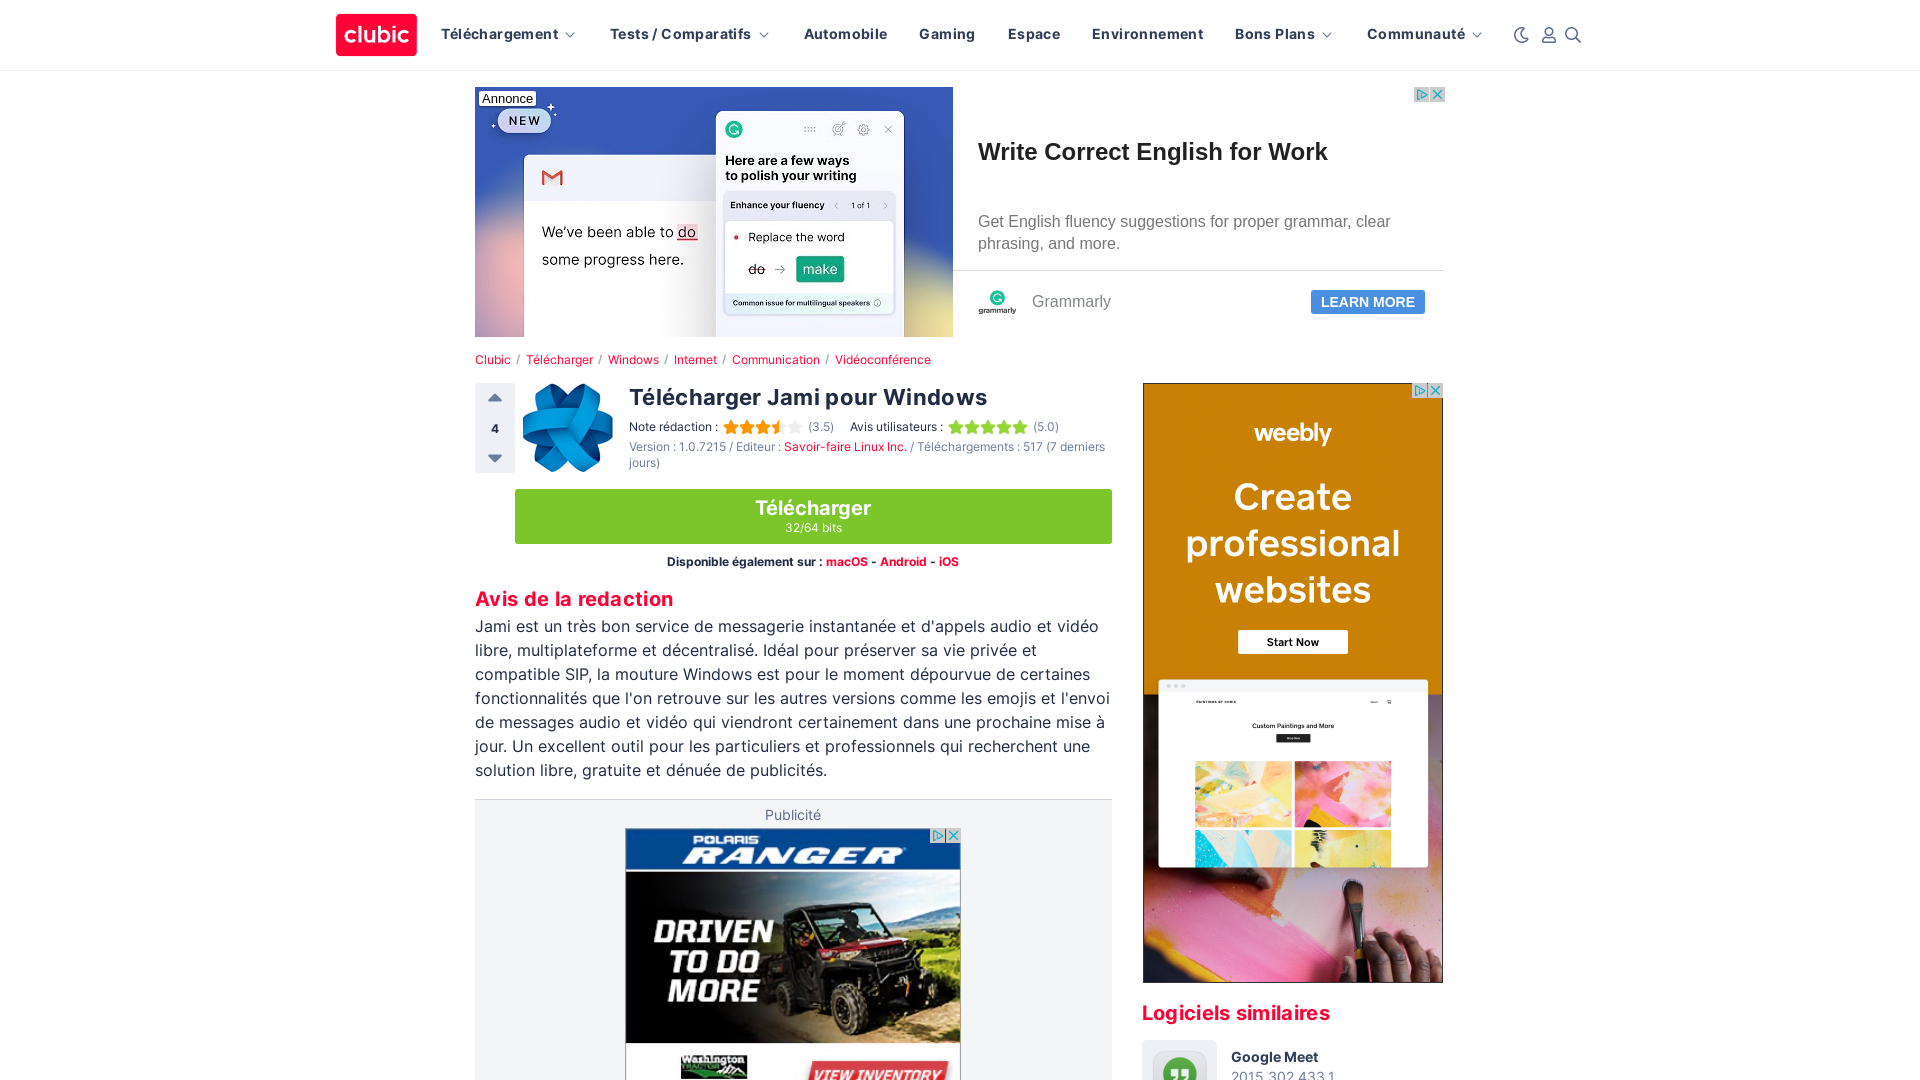 clubic
Téléchargement
Tests / Comparatifs
Automobile
Gaming
Espace
Environnement
Bons Plans
Communauté
Annonce
NEW
Here are a few ways
to polish your writing
Enhance your fluency
1 of 1
We've been able to do
some progress here.
Replace the word
do → make
Common issue for multilingual speakers
Write Correct English for Work
Get English fluency suggestions for proper grammar, clear
phrasing, and more.
grammarly
Grammarly
LEARN MORE
Clubic / Télécharger / Windows / Internet / Communication / Vidéoconférence
4
Télécharger Jami pour Windows
Note rédaction : (3.5) Avis utilisateurs : (5.0)
Version : 1.0.7215 / Editeur : Savoir-faire Linux Inc. / Téléchargements : 517 (7 derniers
jours)
Télécharger
32/64 bits
Disponible également sur : macOS - Android - iOS
Avis de la redaction
Jami est un très bon service de messagerie instantanée et d'appels audio et vidéo
libre, multiplateforme et décentralisé. Idéal pour préserver sa vie privée et
compatible SIP, la mouture Windows est pour le moment dépourvue de certaines
fonctionnalités que l'on retrouve sur les autres versions comme les emojis et l'envoi
de messages audio et vidéo qui viendront certainement dans une prochaine mise à
jour. Un excellent outil pour les particuliers et professionnels qui recherchent une
solution libre, gratuite et dénuée de publicités.
Publicité
POLARIS
RANGER
DRIVEN
TO DO
MORE
Washington
TRACTOR
VIEW INVENTORY
weebly
Create
professional
websites
Start Now
PAINTINGS BY CHRIS
Custom Paintings and More
Logiciels similaires
Google Meet
2015.302.433.1